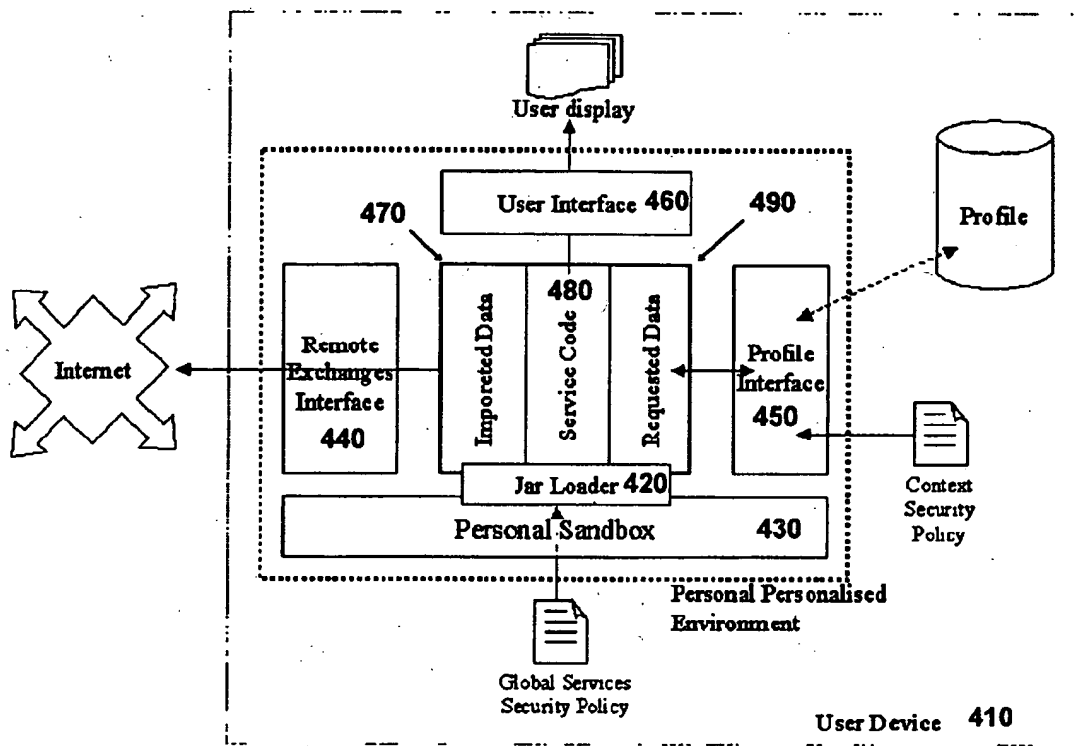 User display
User Interface 460
470
490
Profile
Internet
Remote
Exchanges
Interface
440
Imporeted Data
480
Service Code
Requested Data
Profile
Interface
450
Jar Loader 420
Personal Sandbox 430
Context
Security
Policy
Personal Personalised
Environment
Global Services
Security Policy
User Device 410